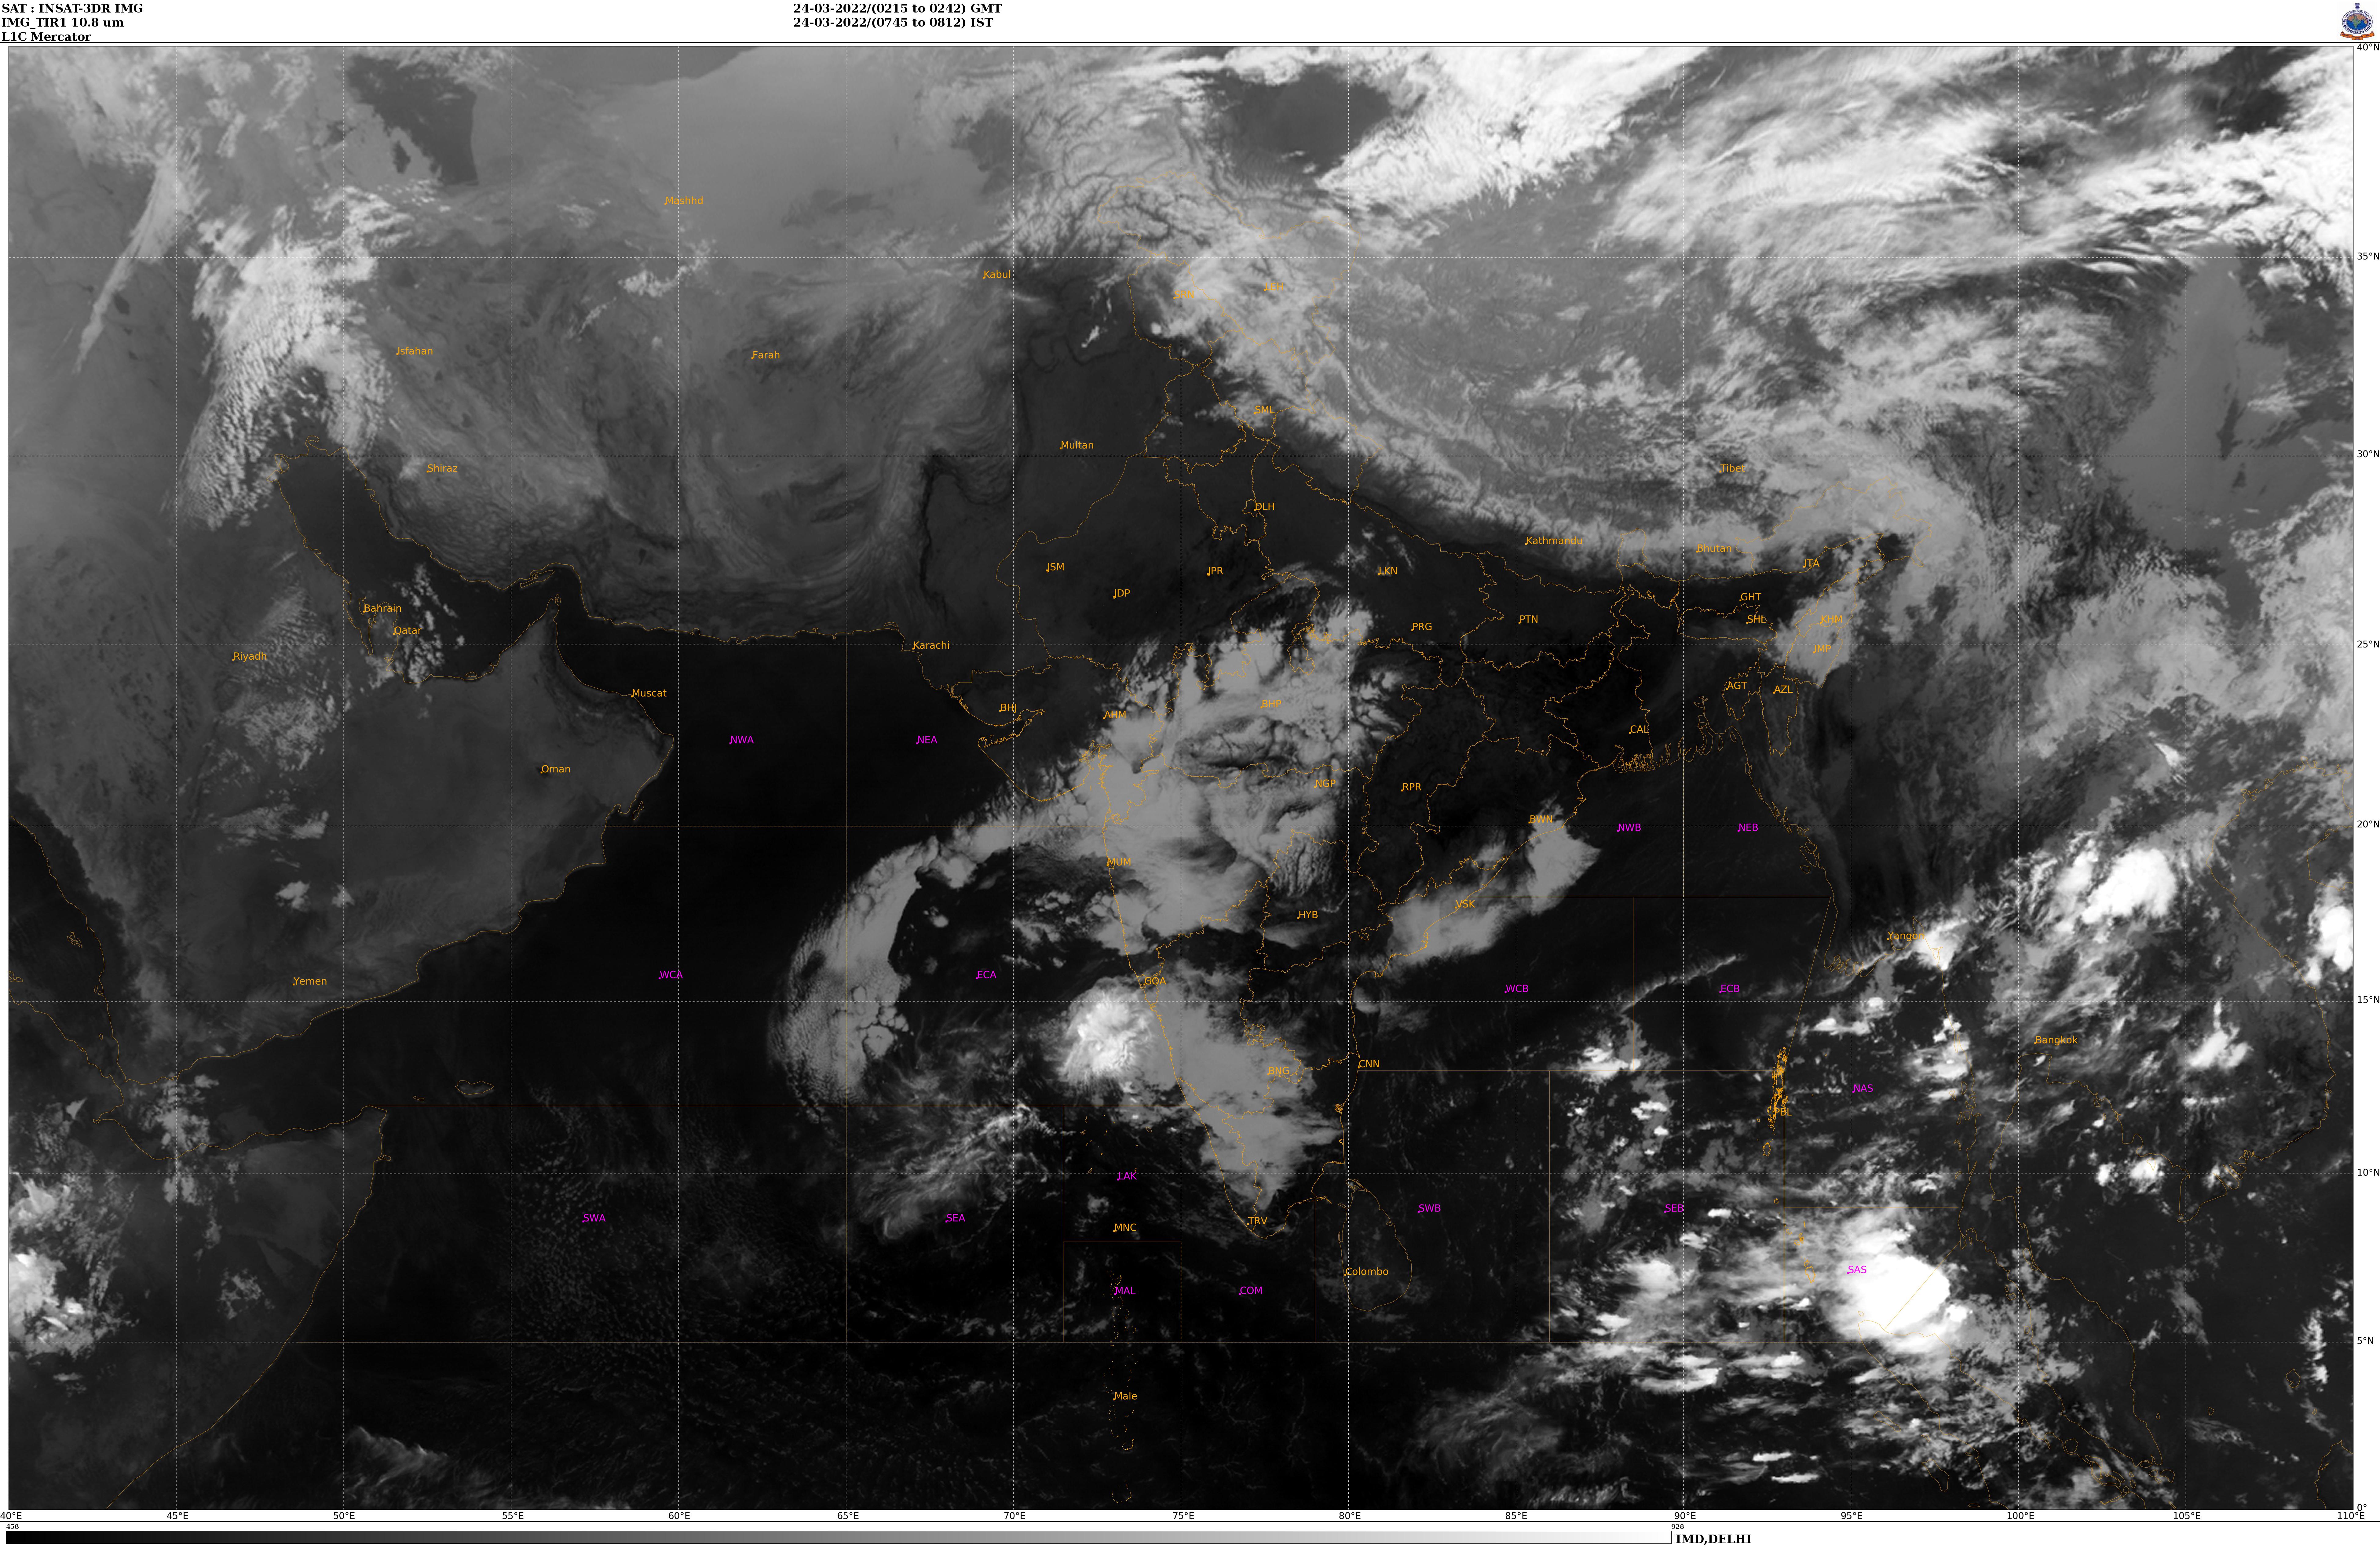 SAT : INSAT-3DR IMG
IMG_TIR1 10.8 um
L1C Mercator
24-03-2022/(0215 to 0242) GMT
24-03-2022/(0745 to 0812) IST
40°N
Mashhd
35°N
Kabul
SRN
LEH
Isfahan
Farah
SML
Multan
30°N
Shiraz
Tibet
DLH
Kathmandu
Bhutan
JSM
JPR
LKN
ITA
JDP
GHT
Bahrain
PTN
SHL
KHM
Qatar
PRG
25°N
Karachi
IMP
Riyadh
Muscat
AGT
AZL
BHJ
AHM
BHP
CAL
NWA
NEA
Oman
NGP
RPR
20°N
BWN
NWB
NEB
MUM
VSK
HYB
Yangon
WCA
ECA
GOA
Yemen
WCB
ECB
15°N
Bangkok
CNN
BNG
NAS
PBL
10°N
LAK
SWA
SEA
MNC
TRV
SWB
SEB
Colombo
SAS
MAL
COM
5°N
Male
0°
40°E 45°E 50°E 55°E 60°E 65°E 70°E 75°E 80°E 85°E 90°E 95°E 100°E 105°E 110°E
458 928
IMD,DELHI